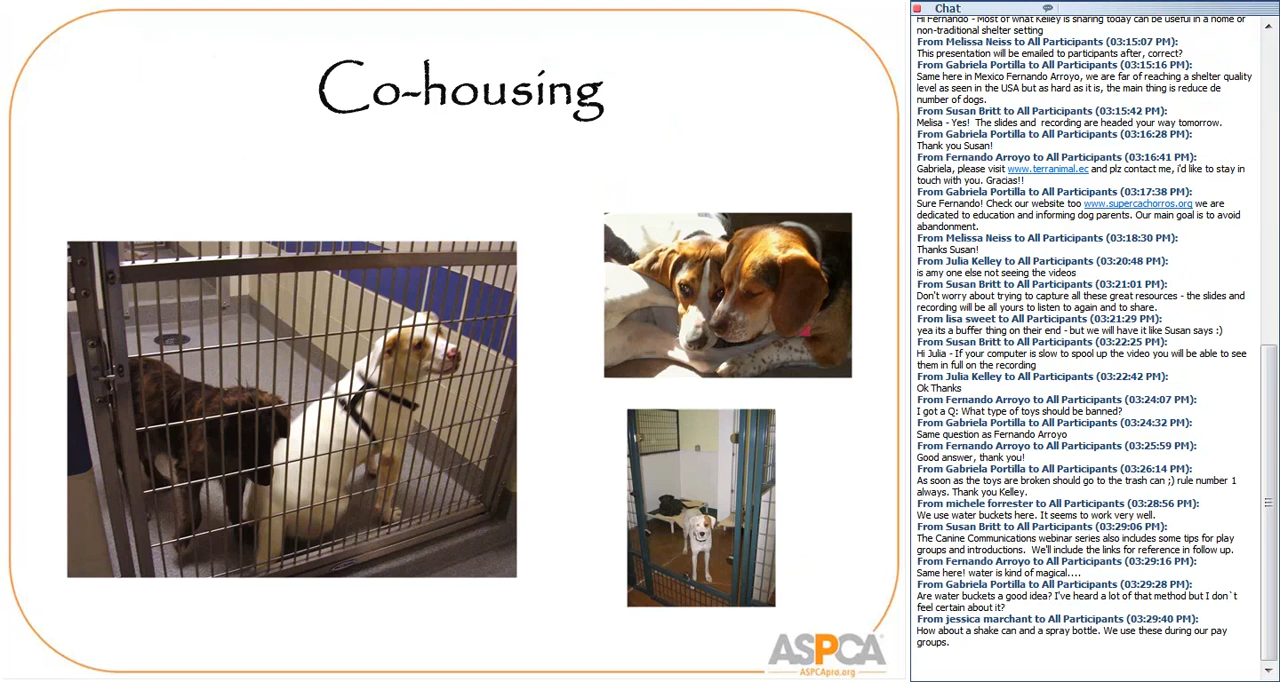 Co-housing
ASPCA
ASPCApro.org
Chat
Hi Fernando - Most of what Kelley is sharing today can be useful in a home or
non-traditional shelter setting
From Melissa Neiss to All Participants (03:15:07 PM):
This presentation will be emailed to participants after, correct?
From Gabriela Portilla to All Participants (03:15:16 PM):
Same here in Mexico Fernando Arroyo, we are far of reaching a shelter quality
level as seen in the USA but as hard as it is, the main thing is reduce de
number of dogs.
From Susan Britt to All Participants (03:15:42 PM):
Melisa - Yes!  The slides and  recording are headed your way tomorrow.
From Gabriela Portilla to All Participants (03:16:28 PM):
Thank you Susan!
From Fernando Arroyo to All Participants (03:16:41 PM):
Gabriela, please visit www.terranimal.ec and plz contact me, i'd like to stay in
touch with you. Gracias!!
From Gabriela Portilla to All Participants (03:17:38 PM):
Sure Fernando! Check our website too www.supercachorros.org we are
dedicated to education and informing dog parents. Our main goal is to avoid
abandonment.
From Melissa Neiss to All Participants (03:18:30 PM):
Thanks Susan!
From Julia Kelley to All Participants (03:20:48 PM):
is amy one else not seeing the videos
From Susan Britt to All Participants (03:21:01 PM):
Don't worry about trying to capture all these great resources - the slides and
recording will be all yours to listen to again and to share.
From lisa sweet to All Participants (03:21:29 PM):
yea its a buffer thing on their end - but we will have it like Susan says :)
From Susan Britt to All Participants (03:22:25 PM):
Hi Julia - If your computer is slow to spool up the video you will be able to see
them in full on the recording
From Julia Kelley to All Participants (03:22:42 PM):
Ok Thanks
From Fernando Arroyo to All Participants (03:24:07 PM):
I got a Q: What type of toys should be banned?
From Gabriela Portilla to All Participants (03:24:32 PM):
Same question as Fernando Arroyo
From Fernando Arroyo to All Participants (03:25:59 PM):
Good answer, thank you!
From Gabriela Portilla to All Participants (03:26:14 PM):
As soon as the toys are broken should go to the trash can ;) rule number 1
always. Thank you Kelley.
From michele forrester to All Participants (03:28:56 PM):
We use water buckets here. It seems to work very well.
From Susan Britt to All Participants (03:29:06 PM):
The Canine Communications webinar series also includes some tips for play
groups and introductions.  We'll include the links for reference in follow up.
From Fernando Arroyo to All Participants (03:29:16 PM):
Same here! water is kind of magical....
From Gabriela Portilla to All Participants (03:29:28 PM):
Are water buckets a good idea? I've heard a lot of that method but I don`t
feel certain about it?
From jessica marchant to All Participants (03:29:40 PM):
How about a shake can and a spray bottle. We use these during our pay
groups.